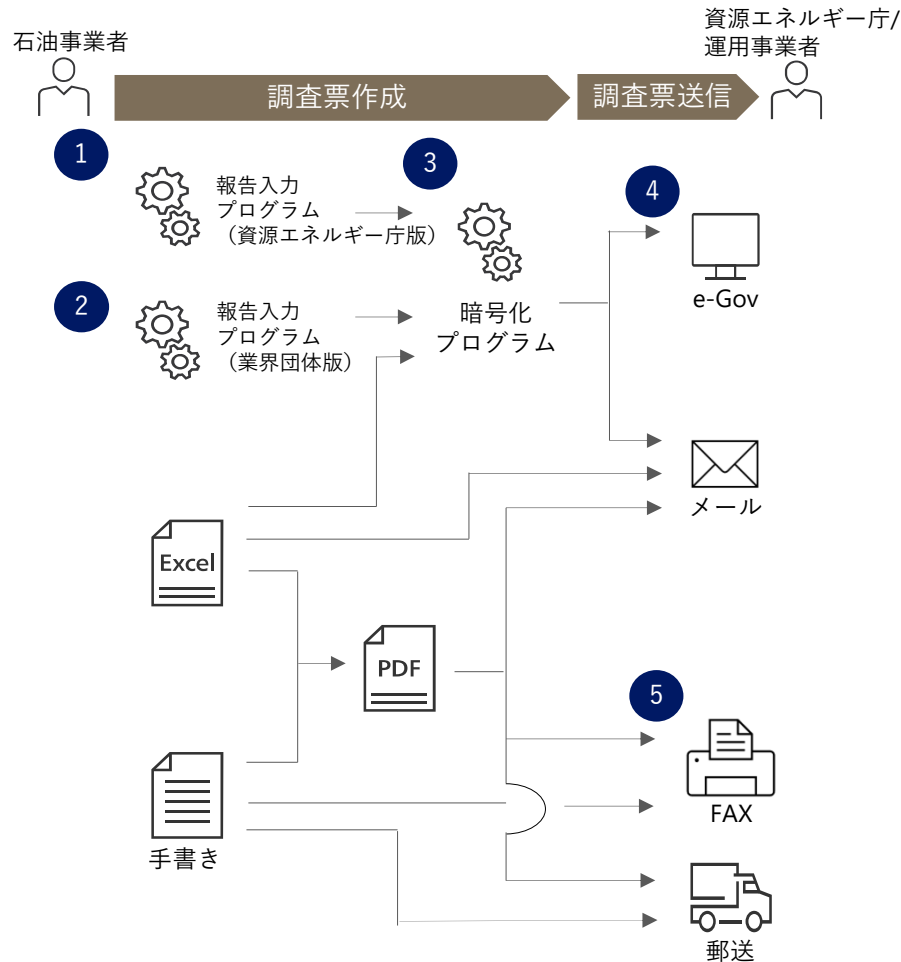 石油事業者
資源エネルギー庁/
運用事業者
調査票作成
調査票送信
1
報告入力
プログラム
（資源エネルギー庁版）
3
4
e-Gov
2
報告入力
プログラム
（業界団体版）
暗号化
プログラム
メール
Excel
PDF
5
FAX
手書き
郵送